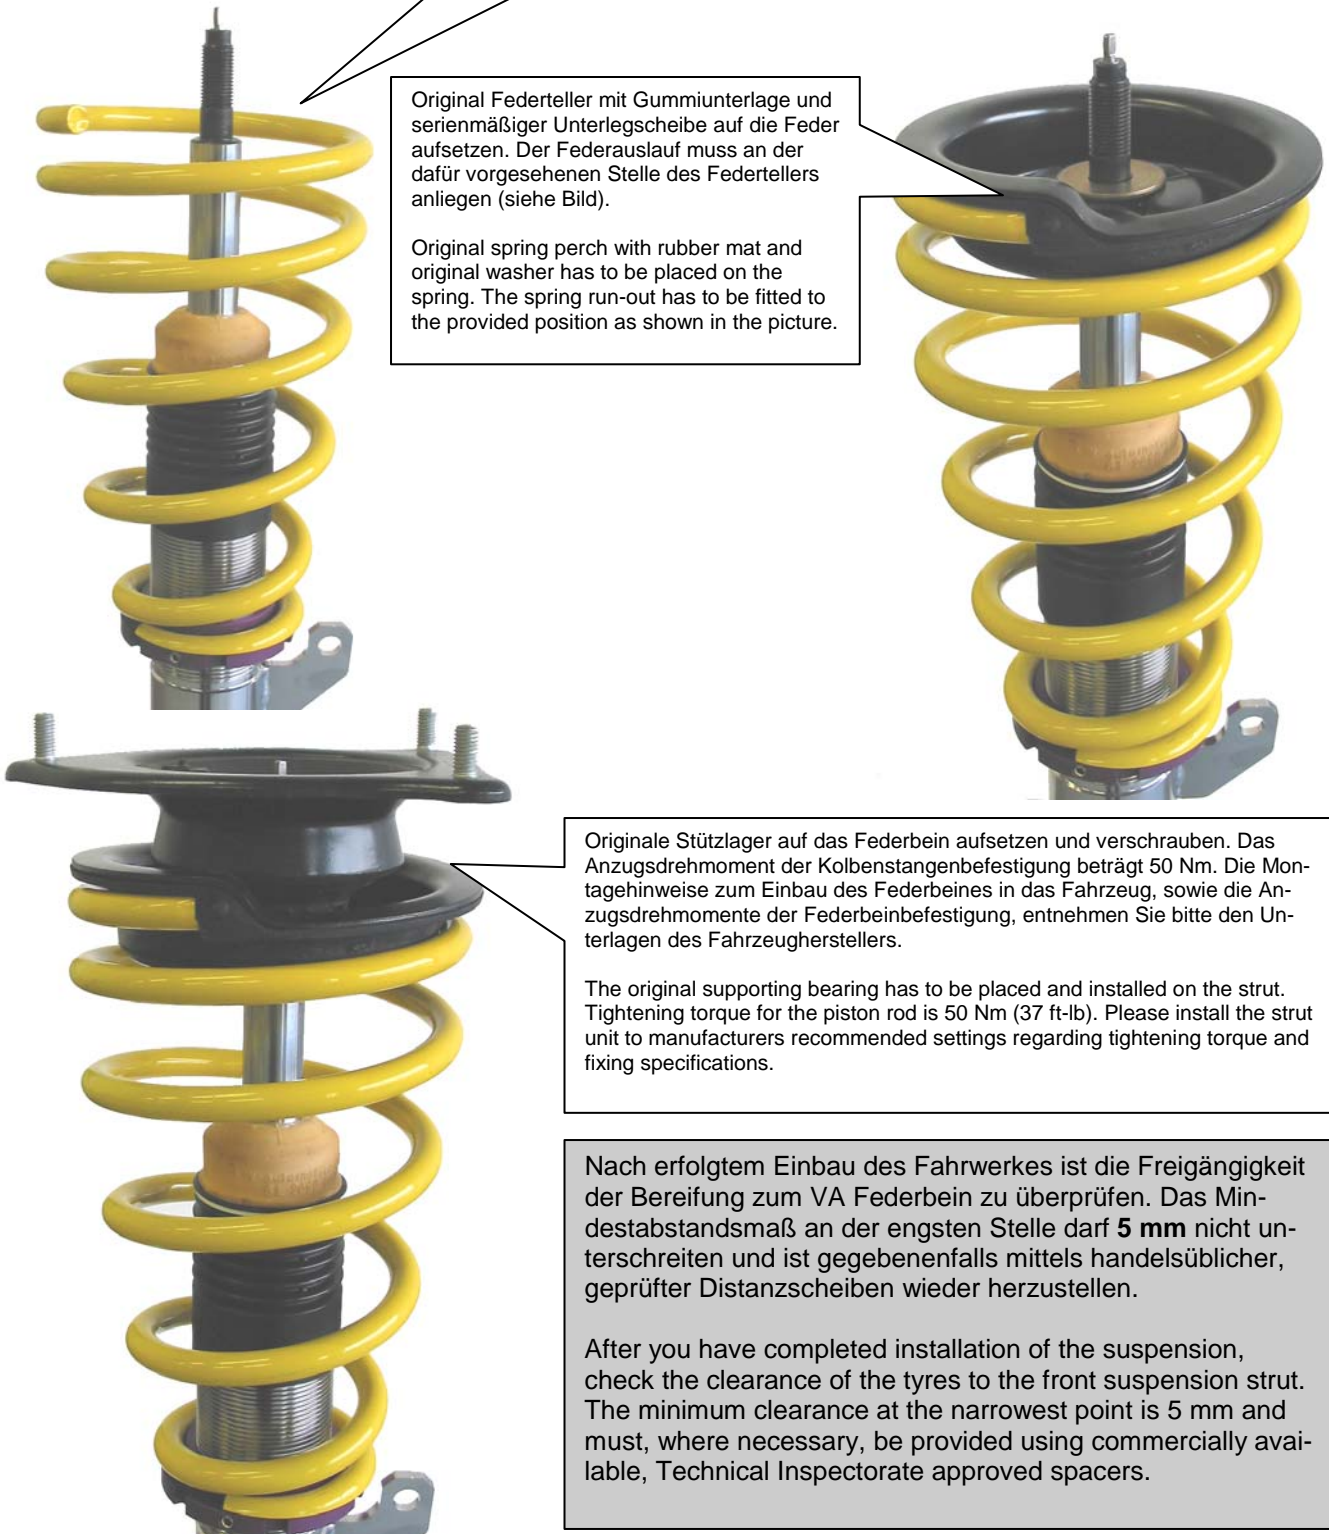 Original Federteller mit Gummiunterlage und
serienmäßiger Unterlegscheibe auf die Feder
aufsetzen. Der Federauslauf muss an der
dafür vorgesehenen Stelle des Federtellers
anliegen (siehe Bild).
Original spring perch with rubber mat and
original washer has to be placed on the
spring. The spring run-out has to be fitted to
the provided position as shown in the picture.
Originale Stützlager auf das Federbein aufsetzen und verschrauben. Das
Anzugsdrehmoment der Kolbenstangenbefestigung beträgt 50 Nm. Die Mon-
tagehinweise zum Einbau des Federbeines in das Fahrzeug, sowie die An-
zugsdrehmomente der Federbeinbefestigung, entnehmen Sie bitte den Un-
terlagen des Fahrzeugherstellers.
The original supporting bearing has to be placed and installed on the strut.
Tightening torque for the piston rod is 50 Nm (37 ft-lb). Please install the strut
unit to manufacturers recommended settings regarding tightening torque and
fixing specifications.
Nach erfolgtem Einbau des Fahrwerkes ist die Freigängigkeit
der Bereifung zum VA Federbein zu überprüfen. Das Min-
destabstandsmaß an der engsten Stelle darf 5 mm nicht un-
terschreiten und ist gegebenenfalls mittels handelsüblicher,
geprüfter Distanzscheiben wieder herzustellen.
After you have completed installation of the suspension,
check the clearance of the tyres to the front suspension strut.
The minimum clearance at the narrowest point is 5 mm and
must, where necessary, be provided using commercially avai-
lable, Technical Inspectorate approved spacers.